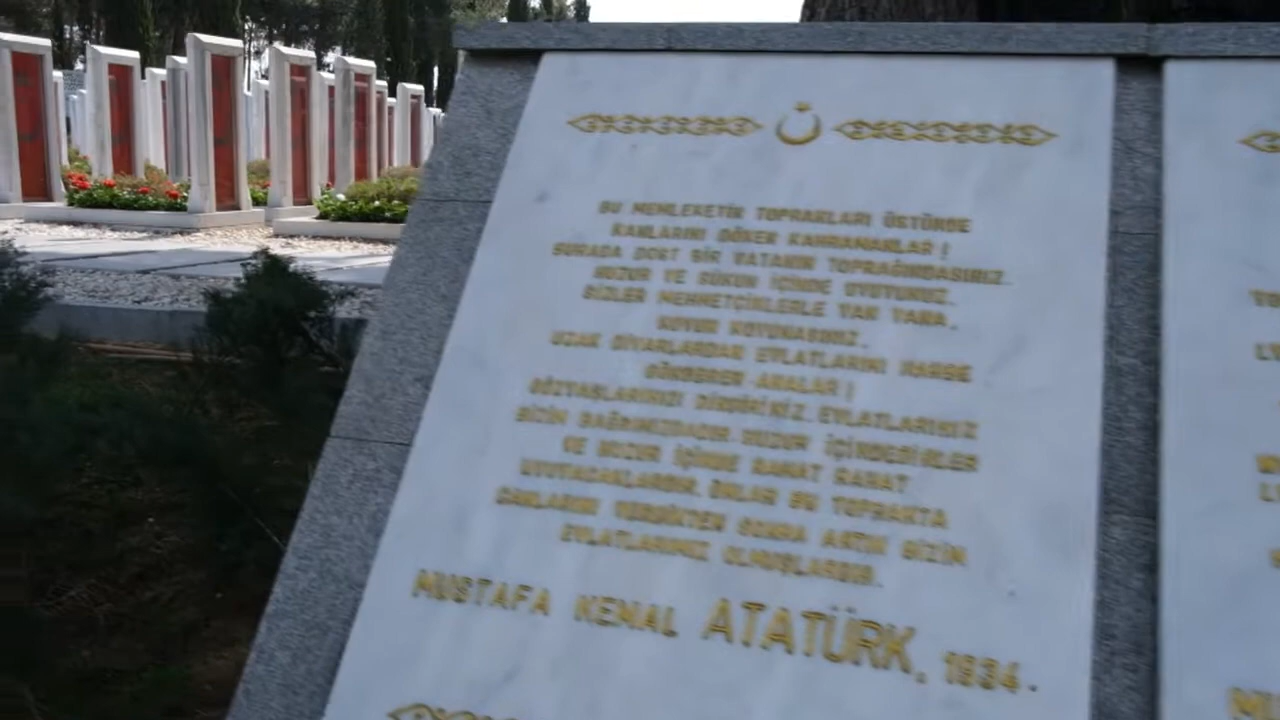 BU MEMLEKETİN TOPRAKLARI ÜSTÜNDE
KANLARINI DÖKEN KAHRAMANLAR!
BURADA DOST BİR VATANIN TOPRAĞINDASINIZ.
HUZUR VE SÜKUN İÇİNDE UYUYUNUZ.
SİZLER MEHMETÇİKLERLE YAN YANA,
KOYUN KOYUNASINIZ.
UZAK DİYARLARDAN EVLATLARINI HARBE
GÖNDEREN ANALAR!
GÖZYAŞLARINIZI DİNDİRİNİZ. EVLATLARINIZ
BİZİM BAĞRIMIZDADIR. HUZUR İÇİNDEDİRLER
VE HUZUR İÇİNDE RAHAT RAHAT
UYUYACAKLARDIR. ONLAR BU TOPRAKTA
CANLARINI VERDİKTEN SONRA ARTIK BİZİM
EVLATLARIMIZ OLMUŞLARDIR.
MUSTAFA KEMAL ATATÜRK, 1934.